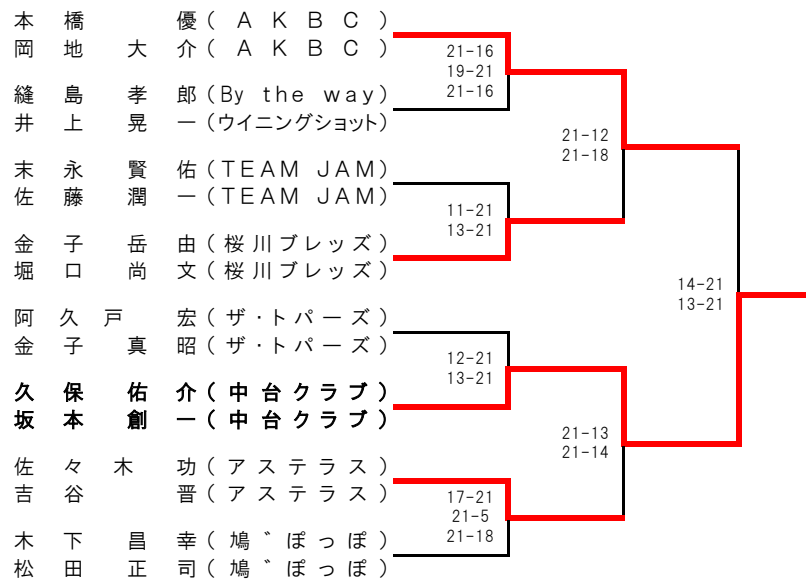 本橋 優(AKBC)
岡地大介(AKBC)
縫島孝郎(By the way)
井上晃一(ウイニングショット)
末永賢佑(TEAM JAM)
佐藤潤一(TEAM JAM)
金子岳由(桜川ブレッズ)
堀口尚文(桜川ブレッズ)
阿久戸 宏(ザ・トパーズ)
金子真昭(ザ・トパーズ)
久保佑介(中台クラブ)
坂本創一(中台クラブ)
佐々木 功(アステラス)
吉谷 晋(アステラス)
木下昌幸(鳩゛ぽっぽ)
松田正司(鳩゛ぽっぽ)
21-16
19-21
21-16
11-21
13-21
12-21
13-21
17-21
21-5
21-18
21-12
21-18
21-13
21-14
14-21
13-21